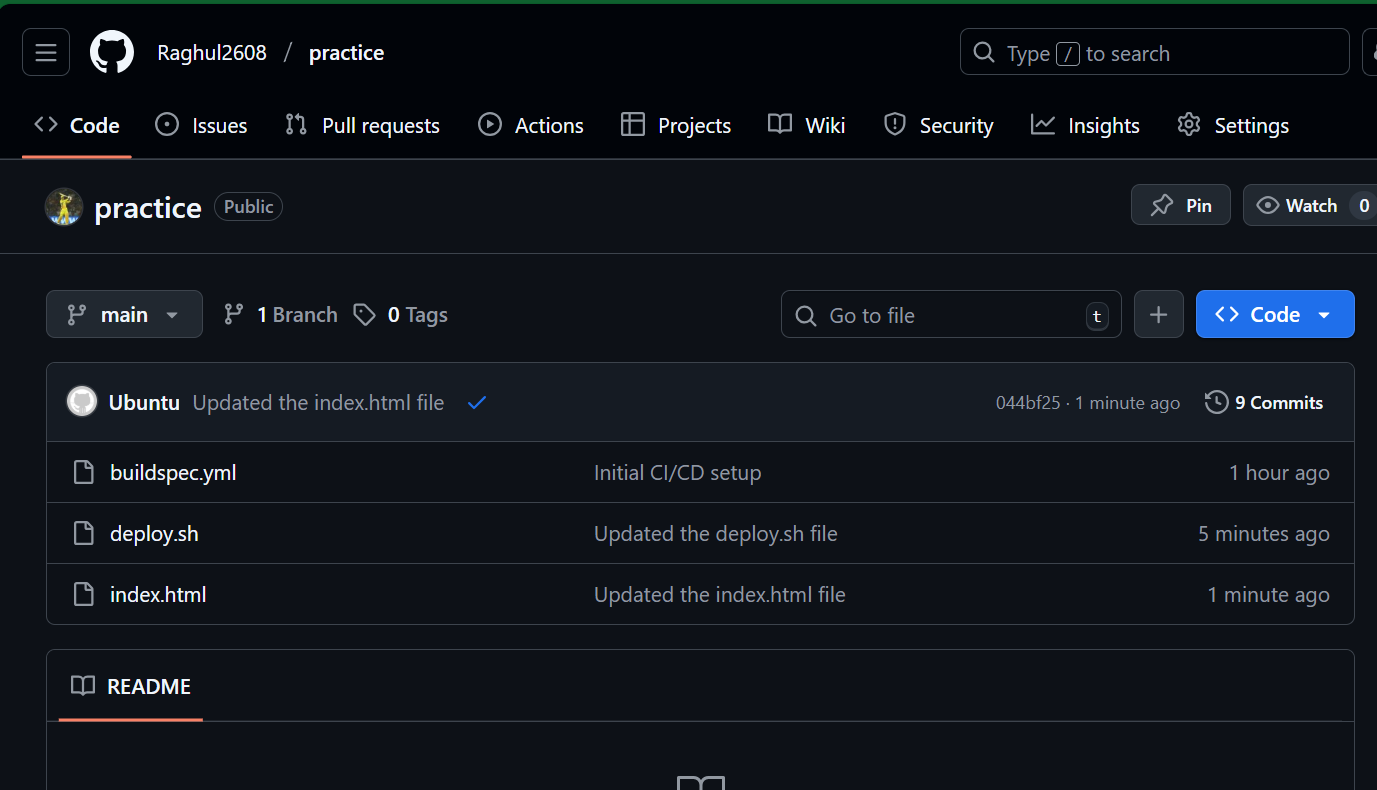 Raghul2608 / practice Type / to search
Code Issues Pull requests Actions Projects Wiki Security Insights Settings
practice Public Pin Watch 0
main 1 Branch 0 Tags Go to file t + Code
Ubuntu Updated the index.html file 044bf25 · 1 minute ago 9 Commits
buildspec.yml Initial CI/CD setup 1 hour ago
deploy.sh Updated the deploy.sh file 5 minutes ago
index.html Updated the index.html file 1 minute ago
README